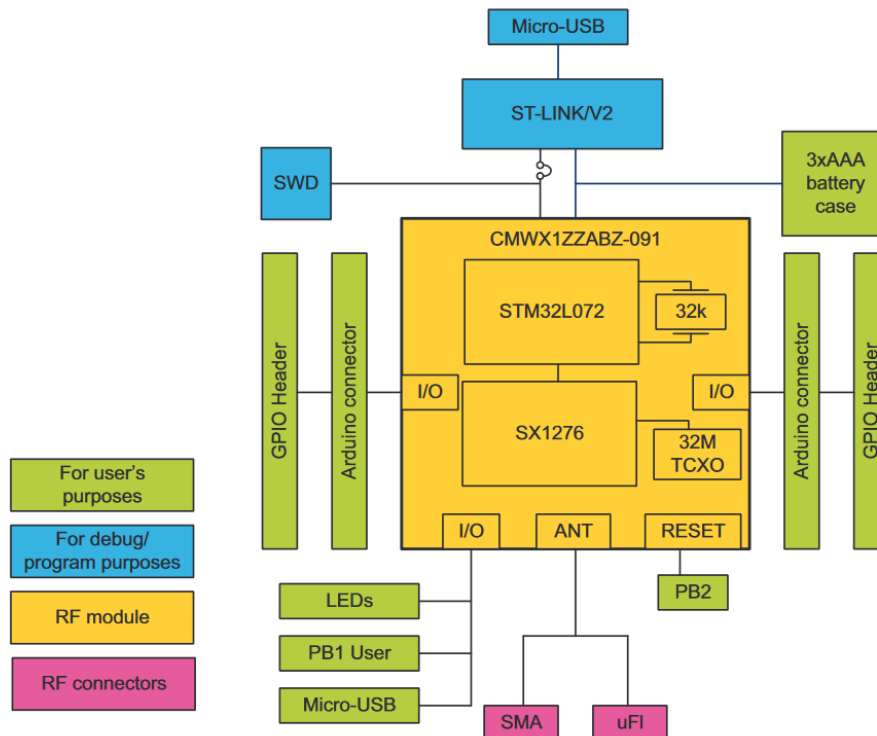 Micro-USB
ST-LINK/V2
SWD
3xAAA
battery
case
CMWX1ZZABZ-091
STM32L072
32k
GPIO Header
Arduino connector
I/O
I/O
Arduino connector
GPIO Header
SX1276
32M
TCXO
For user's
purposes
For debug/
program purposes
RF module
RF connectors
I/O
ANT
RESET
LEDs
PB1 User
Micro-USB
PB2
SMA
uFl